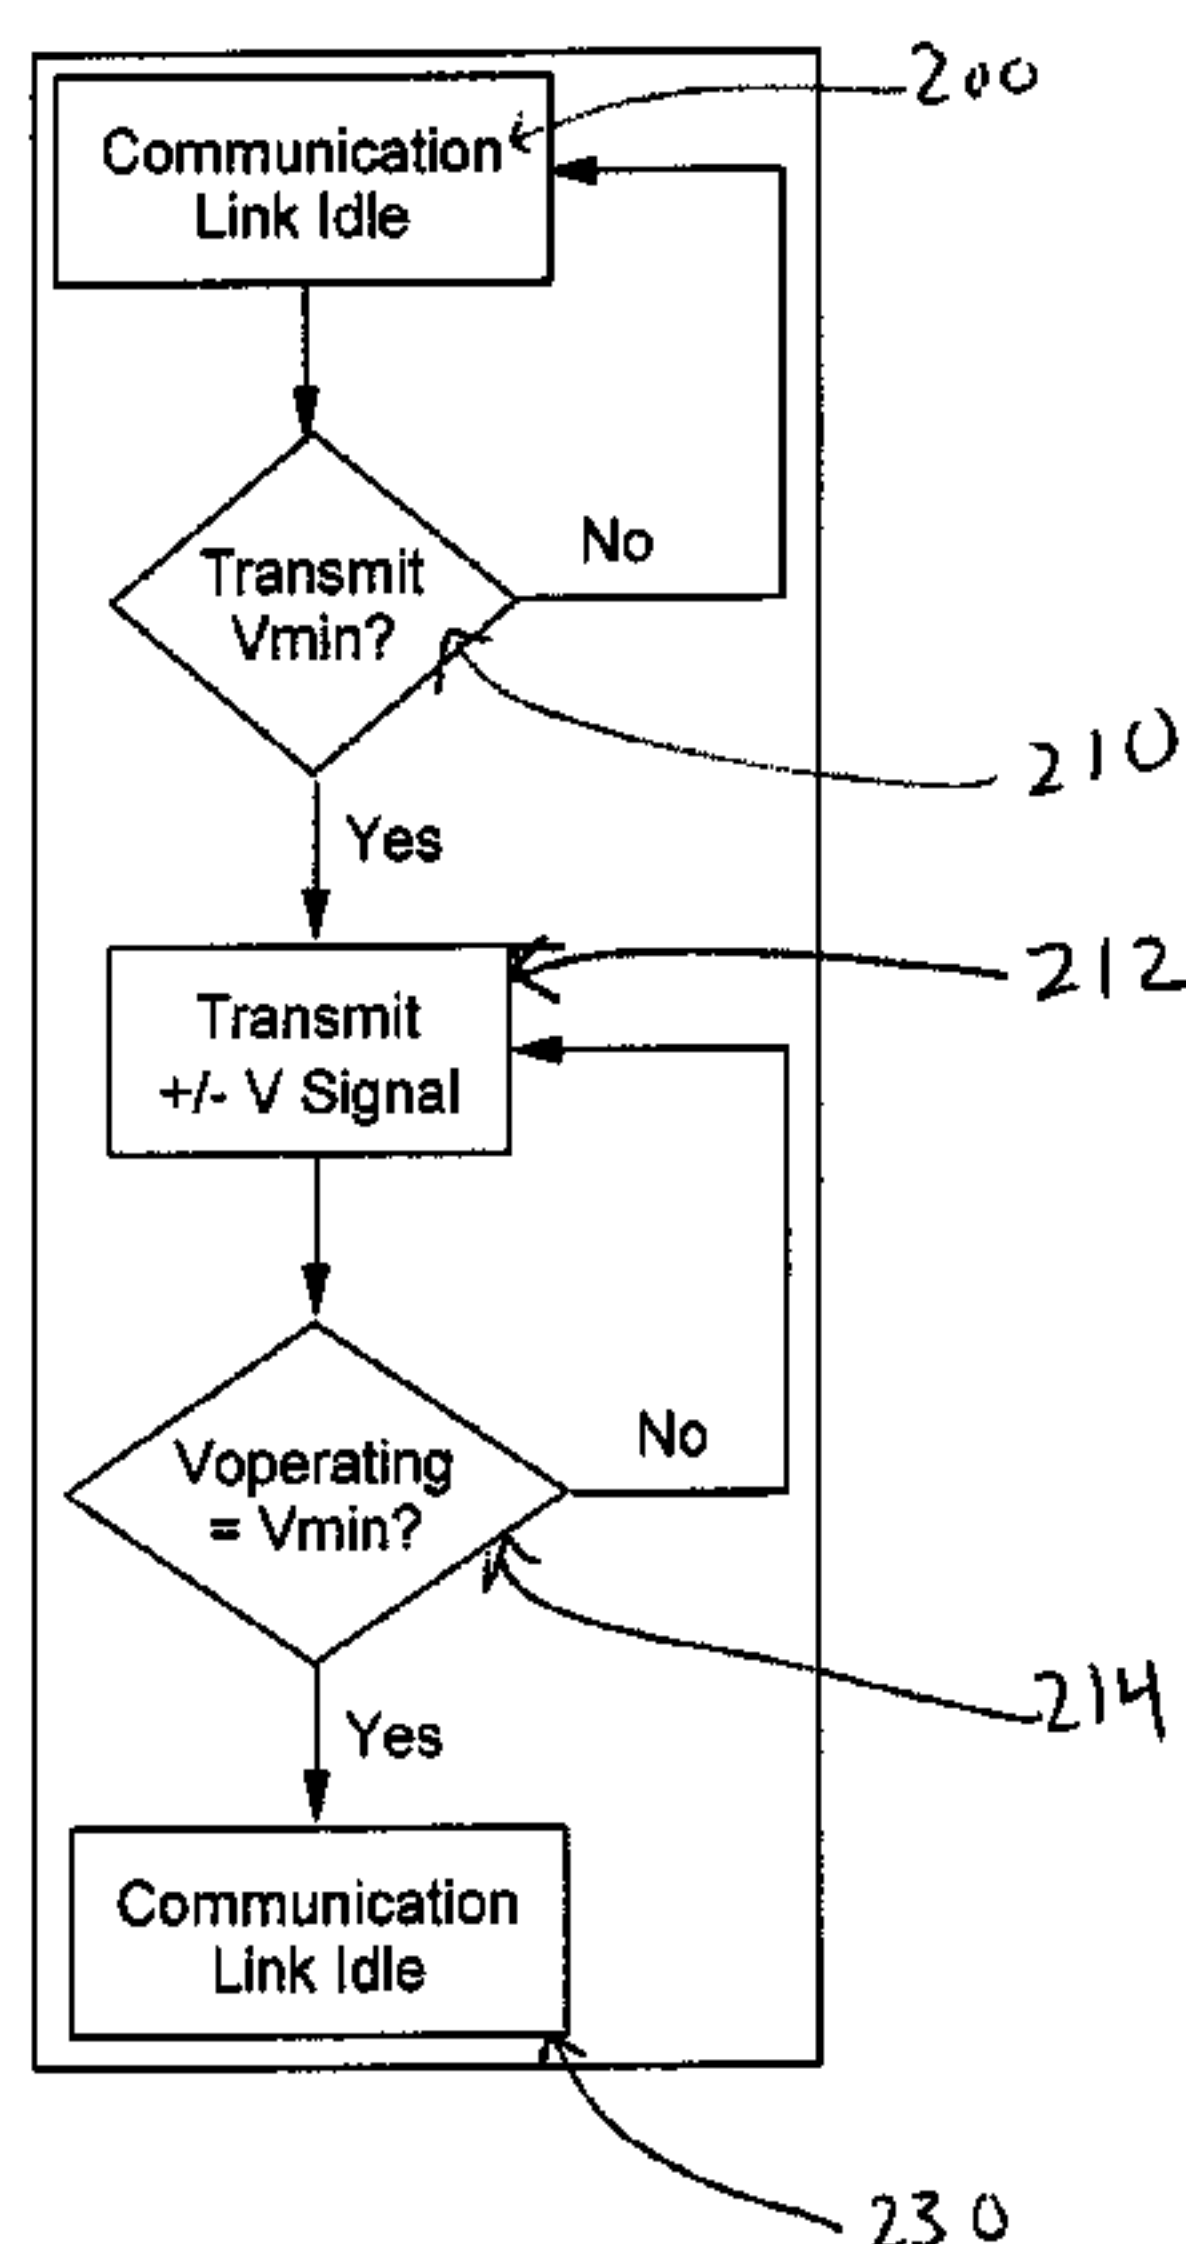 200
Communication
Link Idle
No
Transmit
Vmin?
210
Yes
212
Transmit
+/- V Signal
No
Voperating
= Vmin?
214
Yes
Communication
Link Idle
230